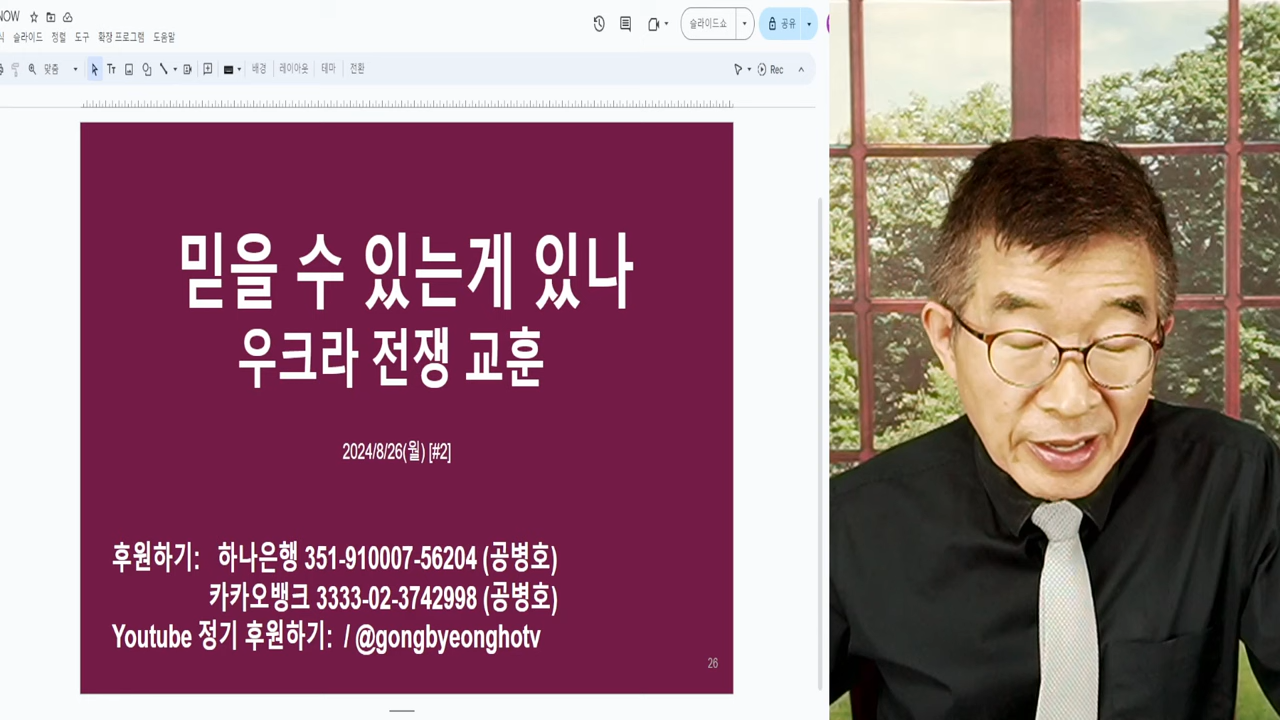 NOW
식 슬라이드 정렬 도구 확장 프로그램 도움말
슬라이드쇼
공유
맞춤
배경
레이아웃
테마
전환
Rec
믿을 수 있는게 있나
우크라 전쟁 교훈
2024/8/26(월) [#2]
후원하기: 하나은행 351-910007-56204 (공병호)
카카오뱅크 3333-02-3742998 (공병호)
Youtube 정기 후원하기: / @gongbyeonghotv
26